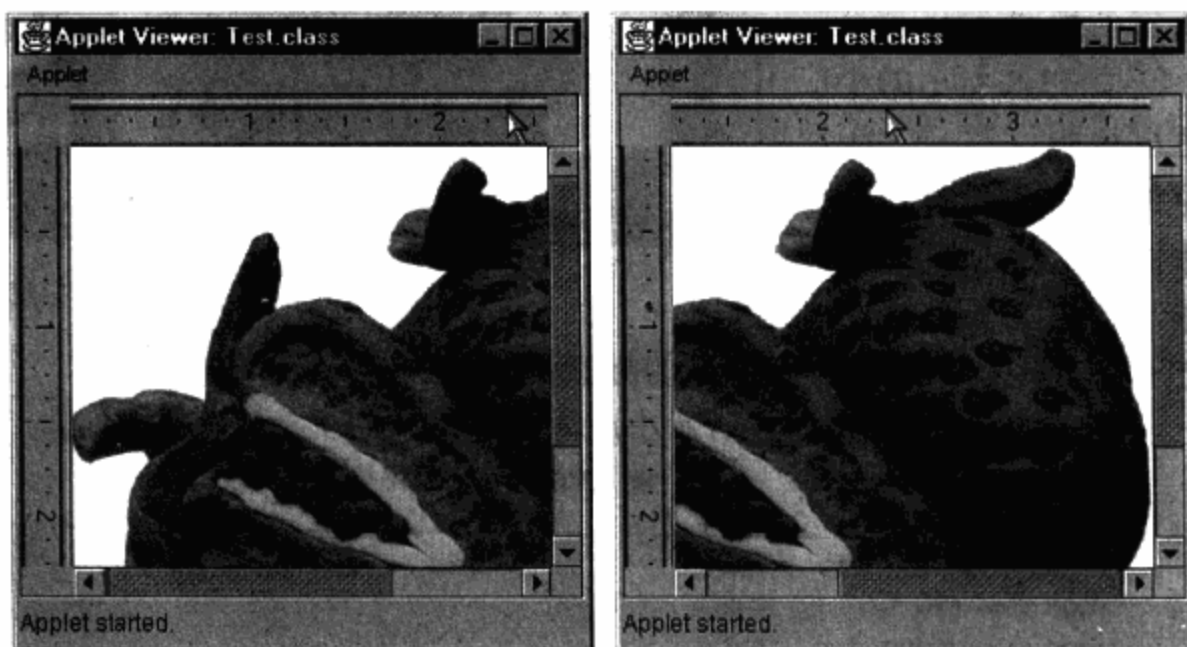 Applet Viewer: Test.class
Applet
1 2
1
2
Applet started.
Applet Viewer: Test.class
Applet
2 3
1
2
Applet started.